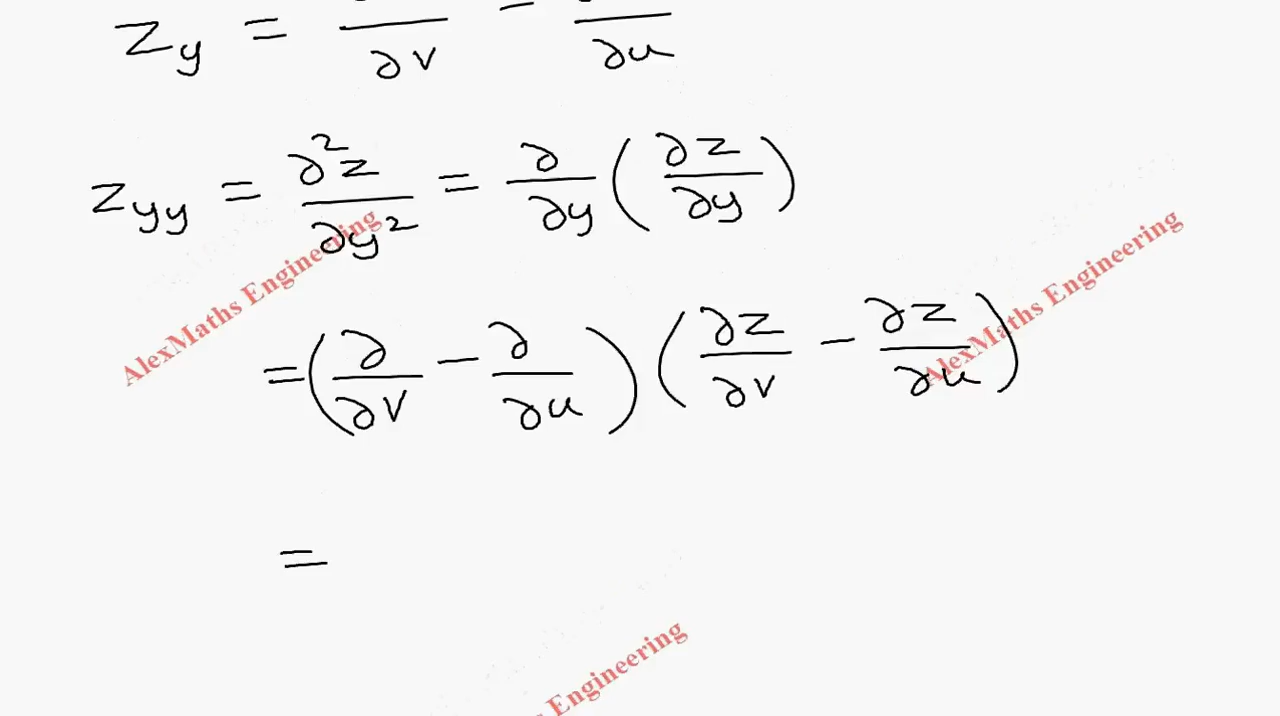 z_y = ∂/∂v - ∂/∂u
z_yy = ∂²z/∂y² = ∂/∂y (∂z/∂y)
= (∂/∂v - ∂/∂u) (∂z/∂v - ∂z/∂u)
=
AlexMaths Engineering
AlexMaths Engineering
Engineering